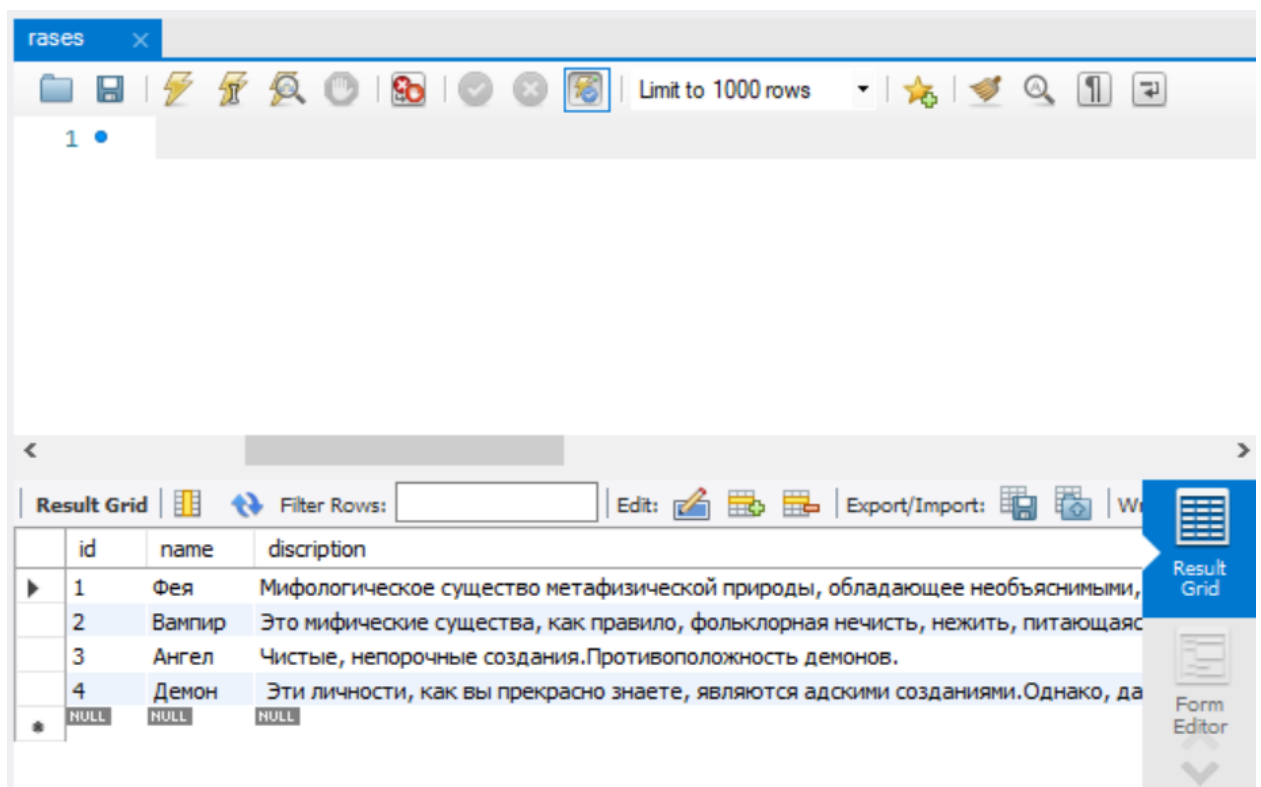 rases
Limit to 1000 rows
1
Result Grid Filter Rows: Edit: Export/Import:
id name discription
1 Фея Мифологическое существо метафизической природы, обладающее необъяснимыми,
2 Вампир Это мифические существа, как правило, фольклорная нечисть, нежить,
3 Ангел Чистые, непорочные создания.Противоположность демонов.
4 Демон Эти личности, как вы прекрасно знаете, являются адскими созданиями.Однако,
NULL NULL NULL
Result
Grid
Form
Editor